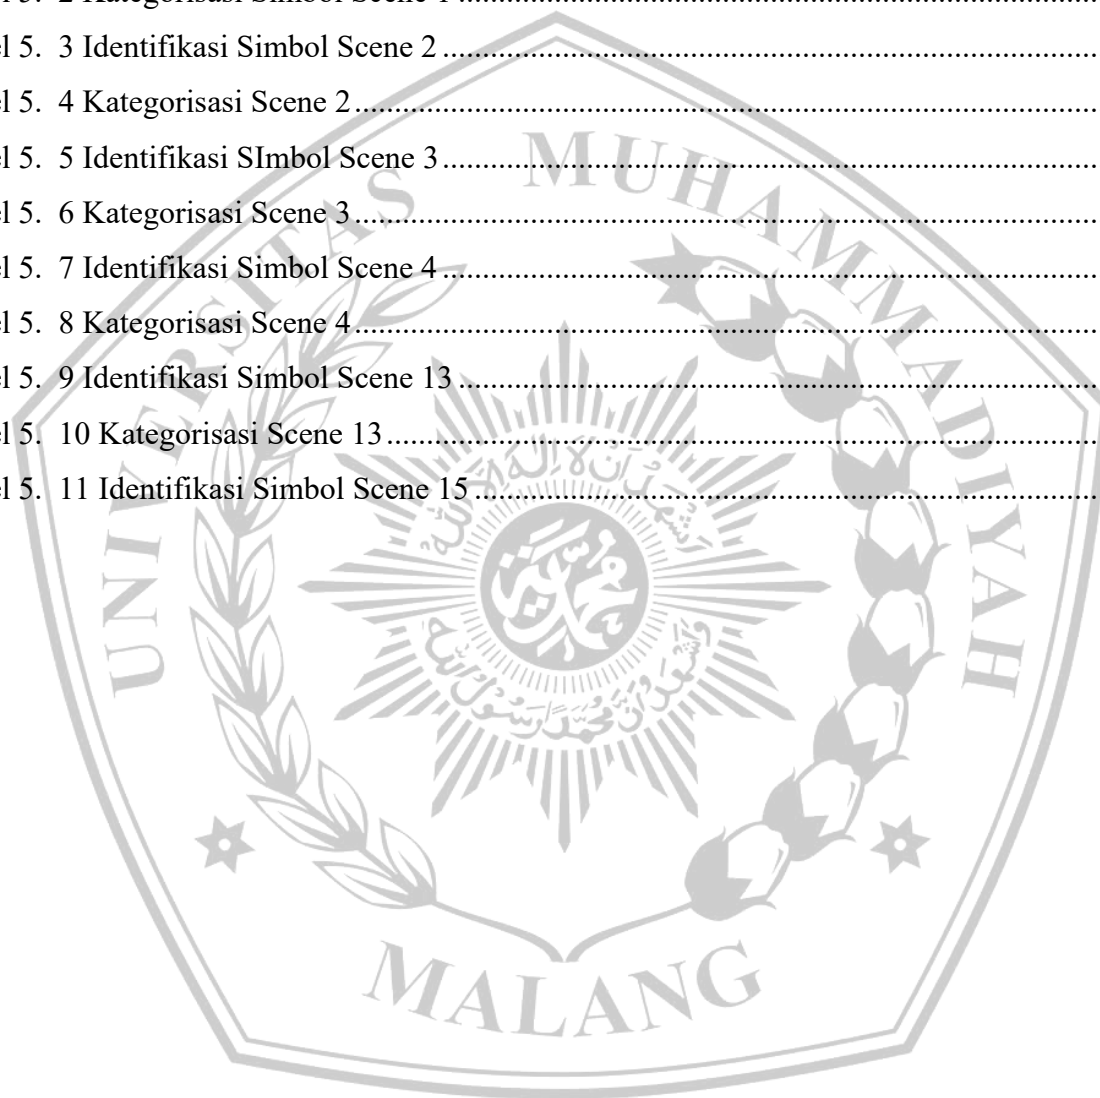 el 5. 2 Kategorisasi Simbol Scene 1
el 5. 3 Identifikasi Simbol Scene 2
el 5. 4 Kategorisasi Scene 2
el 5. 5 Identifikasi SImbol Scene 3
el 5. 6 Kategorisasi Scene 3
el 5. 7 Identifikasi Simbol Scene 4
el 5. 8 Kategorisasi Scene 4
el 5. 9 Identifikasi Simbol Scene 13
el 5. 10 Kategorisasi Scene 13
el 5. 11 Identifikasi Simbol Scene 15
UNIVERSITAS MUHAMMADIYAH
MALANG